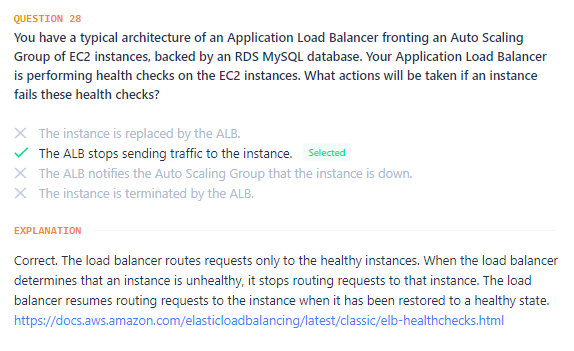 QUESTION 28
You have a typical architecture of an Application Load Balancer fronting an Auto Scaling
Group of EC2 instances, backed by an RDS MySQL database. Your Application Load Balancer
is performing health checks on the EC2 instances. What actions will be taken if an instance
fails these health checks?
The instance is replaced by the ALB.
The ALB stops sending traffic to the instance. Selected
The ALB notifies the Auto Scaling Group that the instance is down.
The instance is terminated by the ALB.
EXPLANATION
Correct. The load balancer routes requests only to the healthy instances. When the load balancer
determines that an instance is unhealthy, it stops routing requests to that instance. The load
balancer resumes routing requests to the instance when it has been restored to a healthy state.
https://docs.aws.amazon.com/elasticloadbalancing/latest/classic/elb-healthchecks.html